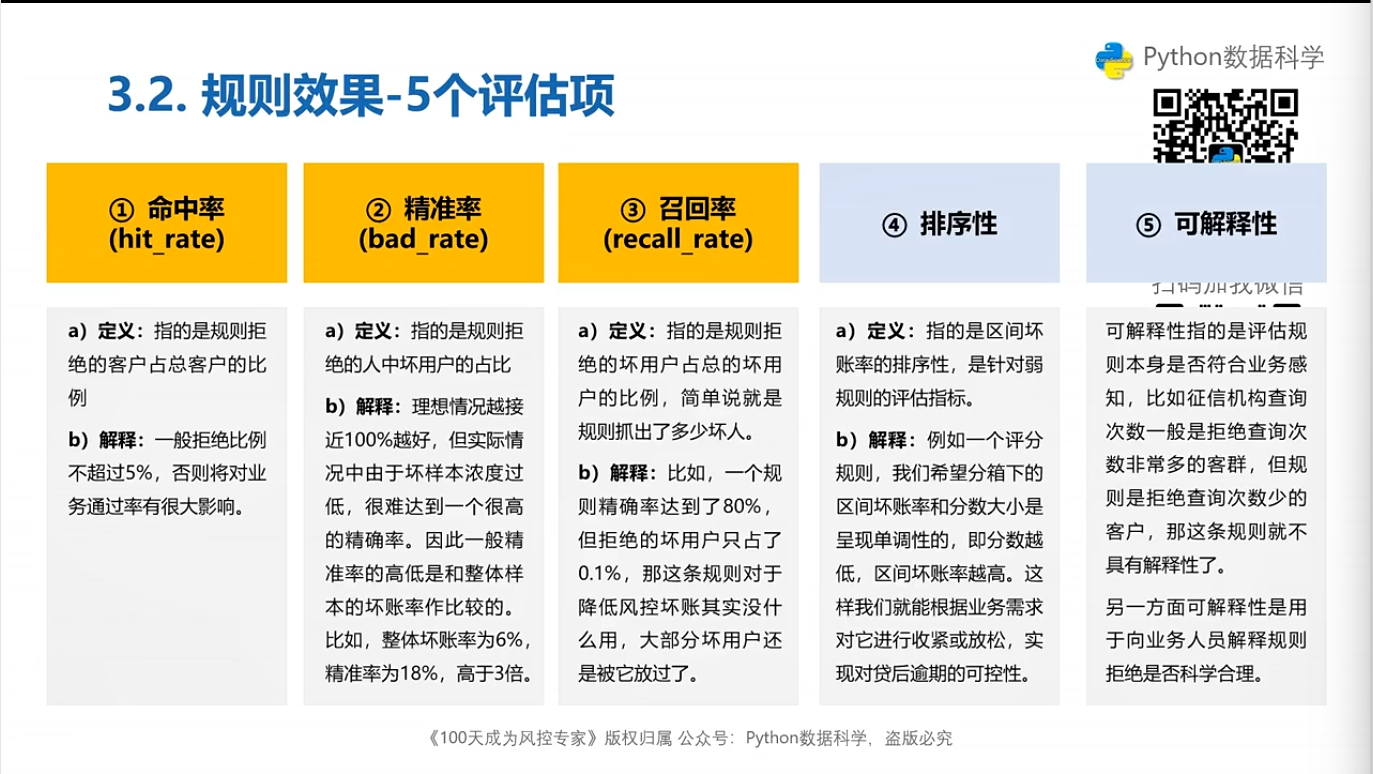 Python数据科学
3.2. 规则效果-5个评估项
① 命中率
(hit_rate)
② 精准率
(bad_rate)
③ 召回率
(recall_rate)
④ 排序性
⑤ 可解释性
扫码加我微信
a）定义：指的是规则拒
绝的客户占总客户的比
例
b）解释：一般拒绝比例
不超过5%，否则将对业
务通过率有很大影响。
a）定义：指的是规则拒
绝的人中坏用户的占比
b）解释：理想情况越接
近100%越好，但实际情
况中由于坏样本浓度过
低，很难达到一个很高
的精确率。因此一般精
准率的高低是和整体样
本的坏账率作比较的。
比如，整体坏账率为6%，
精准率为18%，高于3倍。
a）定义：指的是规则拒
绝的坏用户占总的坏用
户的比例，简单说就是
规则抓出了多少坏人。
b）解释：比如，一个规
则精确率达到了80%，
但拒绝的坏用户只占了
0.1%，那这条规则对于
降低风控坏账其实没什
么用，大部分坏用户还
是被它放过了。
a）定义：指的是区间坏
账率的排序性，是针对弱
规则的评估指标。
b）解释：例如一个评分
规则，我们希望分箱下的
区间坏账率和分数大小是
呈现单调性的，即分数越
低，区间坏账率越高。这
样我们就能根据业务需求
对它进行收紧或放松，实
现对贷后逾期的可控性。
可解释性指的是评估规
则本身是否符合业务感
知，比如征信机构查询
次数一般是拒绝查询次
数非常多的客群，但规
则是拒绝查询次数少的
客户，那这条规则就不
具有解释性了。
另一方面可解释性是用
于向业务人员解释规则
拒绝是否科学合理。
《100天成为风控专家》版权归属 公众号：Python数据科学，盗版必究